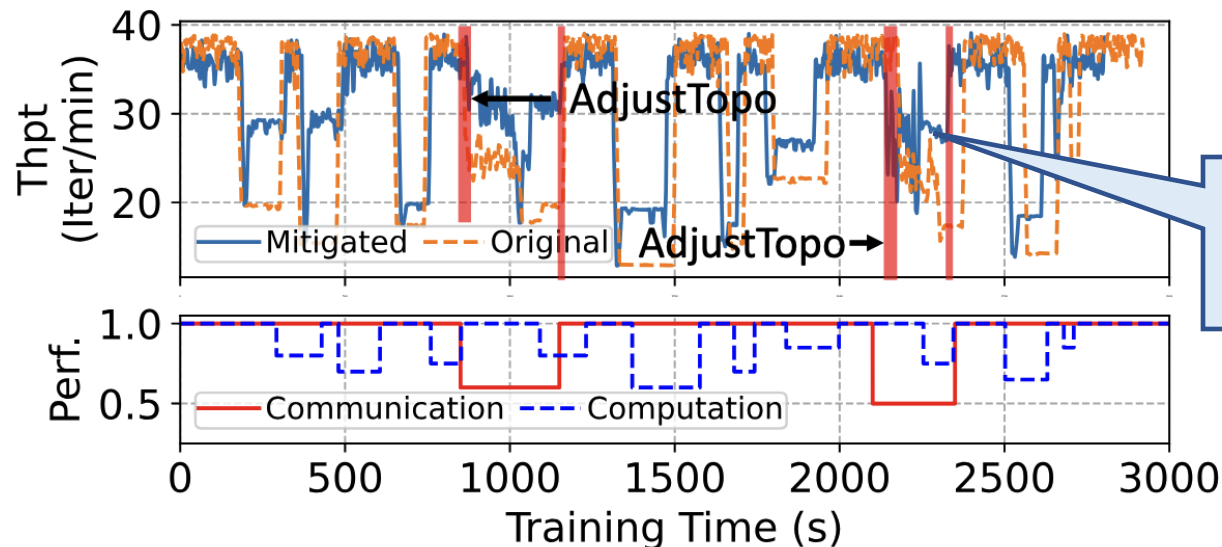 Thpt
(Iter/min)
40
30
20
AdjustTopo
Mitigated
Original
AdjustTopo
Perf.
1.0
0.5
Communication
Computation
0
500
1000
1500
2000
2500
3000
Training Time (s)